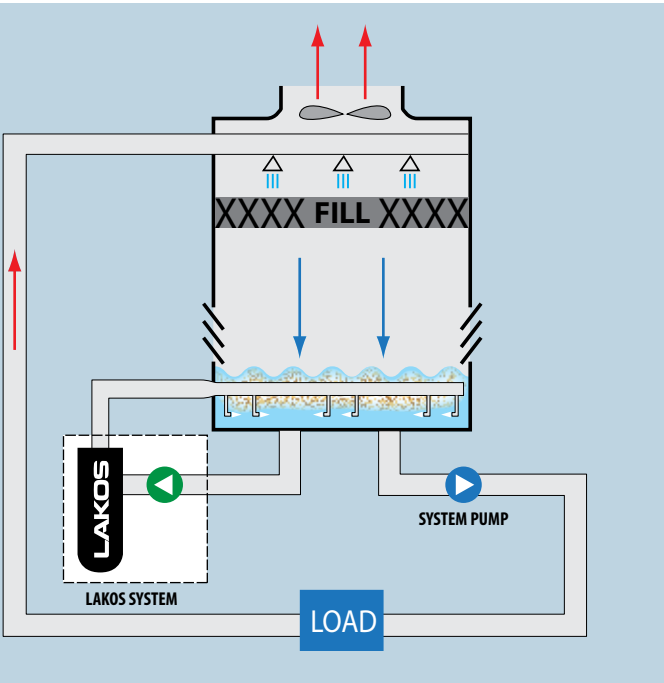 XXXX FILL XXXX
LAKOS
SYSTEM PUMP
LAKOS SYSTEM
LOAD